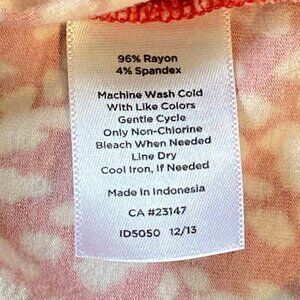 96% Rayon
4% Spandex
Machine Wash Cold
With Like Colors
Gentle Cycle
Only Non-Chlorine
Bleach When Needed
Line Dry
Cool Iron, If Needed
Made in Indonesia
CA #23147
ID5050 12/13